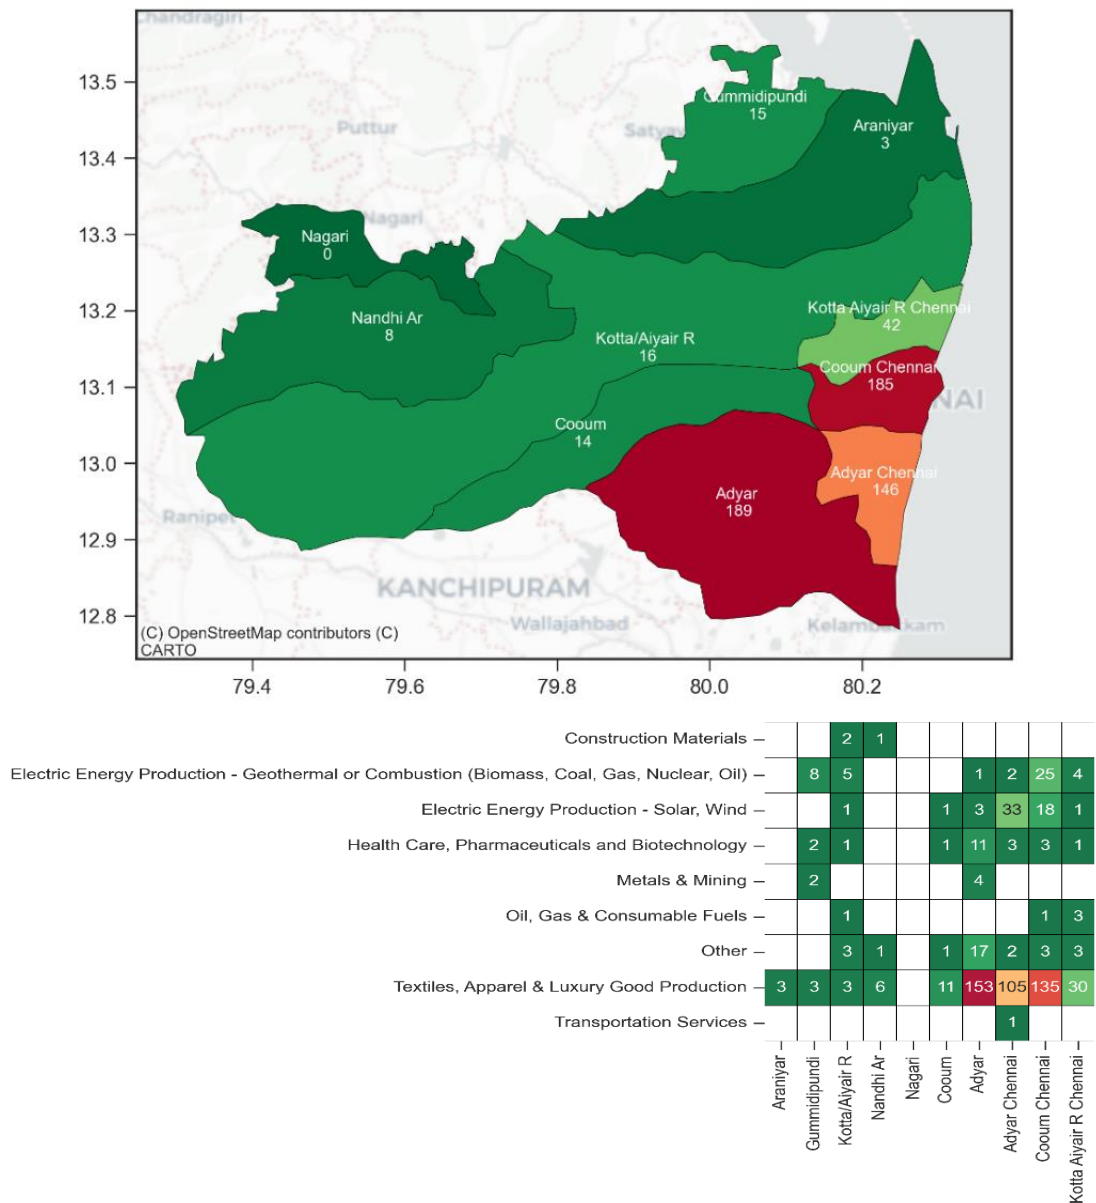 Chandragiri
13.5
Gummidipundi
15
Puttur
Araniyar
3
13.4
13.3
Nagari
Nagari
0
13.2
Nandhi Ar
8
Kotta Aiyair R Chennai
42
Kotta/Aiyair R
16
13.1
Cooum Chennai
185
NAI
Cooum
14
13.0
Adyar Chennai
146
Adyar
189
Ranipet
12.9
KANCHIPURAM
Wallajahbad
12.8
(C) OpenStreetMap contributors (C)
CARTO
79.4 79.6 79.8 80.0 80.2
Construction Materials 2 1
Electric Energy Production - Geothermal or Combustion (Biomass, Coal, Gas, Nuclear, Oil) 8 5 1 2 25 4
Electric Energy Production - Solar, Wind 1 1 3 33 18 1
Health Care, Pharmaceuticals and Biotechnology 2 1 1 11 3 3 1
Metals & Mining 2 4
Oil, Gas & Consumable Fuels 1 1 3
Other 3 1 1 17 2 3 3
Textiles, Apparel & Luxury Good Production 3 3 3 6 11 153 105 135 30
Transportation Services 1
Araniyar
Gummidipundi
Kotta/Aiyair R
Nandhi Ar
Nagari
Cooum
Adyar
Adyar Chennai
Cooum Chennai
Kotta Aiyair R Chennai